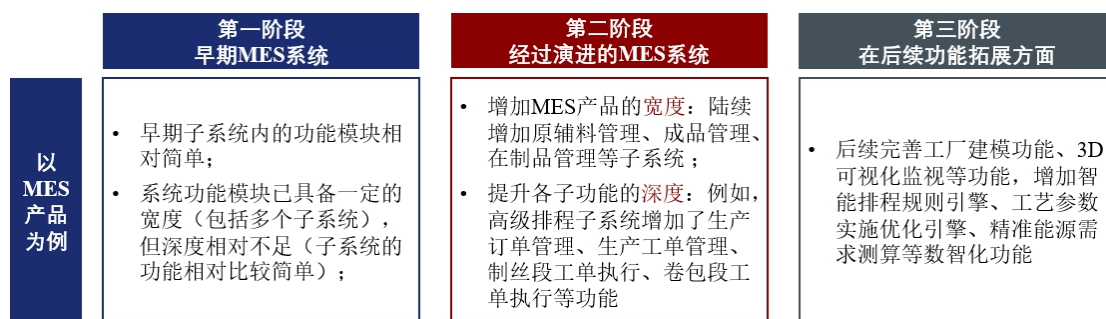 第一阶段
早期MES系统
第二阶段
经过演进的MES系统
第三阶段
在后续功能拓展方面
以
MES
产品
为例
• 早期子系统内的功能模块相
对简单；
• 系统功能模块已具备一定的
宽度（包括多个子系统），
但深度相对不足（子系统的
功能相对比较简单）；
• 增加MES产品的宽度：陆续
增加原辅料管理、成品管理、
在制品管理等子系统；
• 提升各子功能的深度：例如，
高级排程子系统增加了生产
订单管理、生产工单管理、
制丝段工单执行、卷包段工
单执行等功能
• 后续完善工厂建模功能、3D
可视化监视等功能，增加智
能排程规则引擎、工艺参数
实施优化引擎、精准能源需
求测算等数智化功能